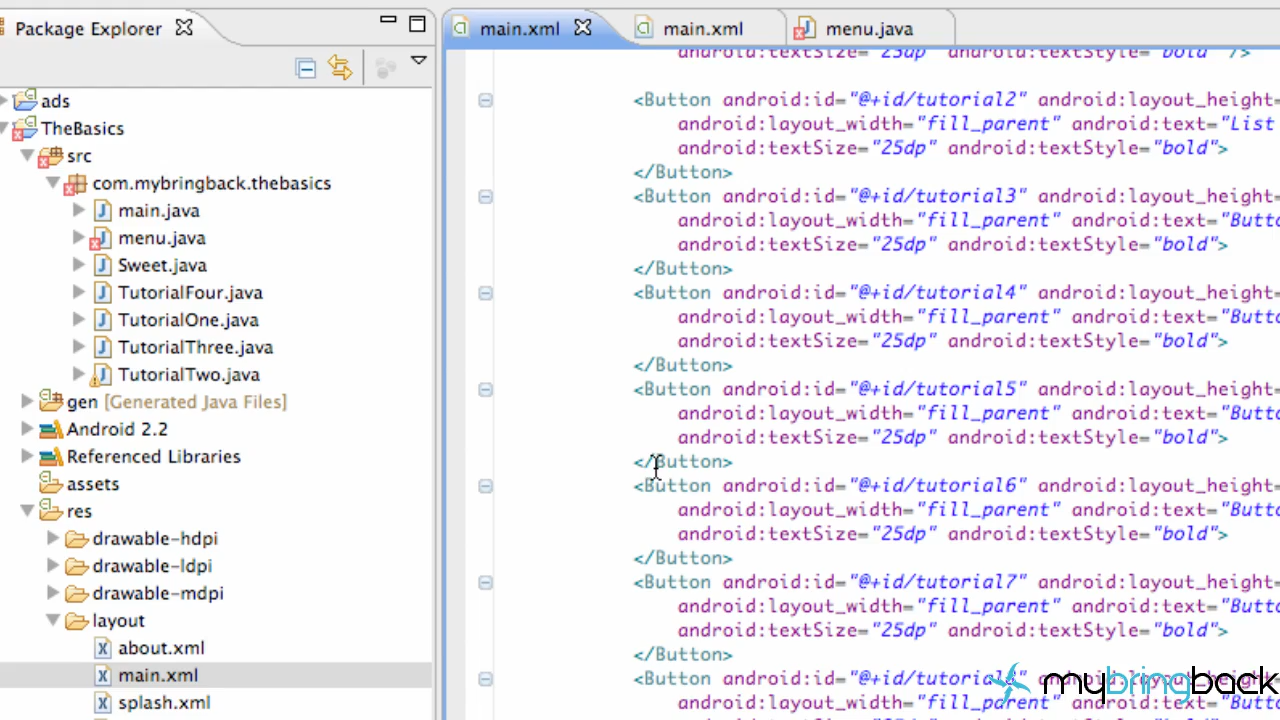 Package Explorer
ads
TheBasics
src
com.mybringback.thebasics
main.java
menu.java
Sweet.java
TutorialFour.java
TutorialOne.java
TutorialThree.java
TutorialTwo.java
gen [Generated Java Files]
Android 2.2
Referenced Libraries
assets
res
drawable-hdpi
drawable-ldpi
drawable-mdpi
layout
about.xml
main.xml
splash.xml
main.xml
main.xml
menu.java
android:textSize="25dp" android:textStyle="bold" />
<Button android:id="@+id/tutorial2" android:layout_height=
android:layout_width="fill_parent" android:text="List
android:textSize="25dp" android:textStyle="bold">
</Button>
<Button android:id="@+id/tutorial3" android:layout_height=
android:layout_width="fill_parent" android:text="Butto
android:textSize="25dp" android:textStyle="bold">
</Button>
<Button android:id="@+id/tutorial4" android:layout_height=
android:layout_width="fill_parent" android:text="Butto
android:textSize="25dp" android:textStyle="bold">
</Button>
<Button android:id="@+id/tutorial5" android:layout_height=
android:layout_width="fill_parent" android:text="Butto
android:textSize="25dp" android:textStyle="bold">
</Button>
<Button android:id="@+id/tutorial6" android:layout_height=
android:layout_width="fill_parent" android:text="Butto
android:textSize="25dp" android:textStyle="bold">
</Button>
<Button android:id="@+id/tutorial7" android:layout_height=
android:layout_width="fill_parent" android:text="Butto
android:textSize="25dp" android:textStyle="bold">
</Button>
<Button android:id="@+id/tutorial
android:layout_width="fill_parent"
mybringback